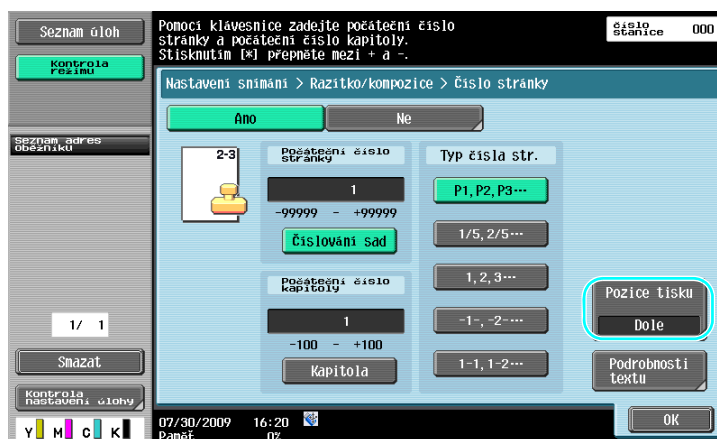 Seznam úloh
Kontrola
režimu
Seznam adres
oběžníku
1/ 1
Smazat
Kontrola
nastavení úlohy
Y M C K
Pomocí klávesnice zadejte počáteční číslo
stránky a počáteční číslo kapitoly.
Stisknutím [*] přepněte mezi + a -.
číslo
stanice 000
Nastavení snímání > Razítko/kompozice > Číslo stránky
Ano
Ne
2-3
Počáteční číslo
stránky
1
-99999 - +99999
Číslování sad
Počáteční číslo
kapitoly
1
-100 - +100
Kapitola
Typ čísla str.
P1,P2,P3…
1/5,2/5…
1,2,3…
-1-,-2-…
1-1,1-2…
Pozice tisku
Dole
Podrobnosti
textu
OK
07/30/2009 16:20
Paměť 0%